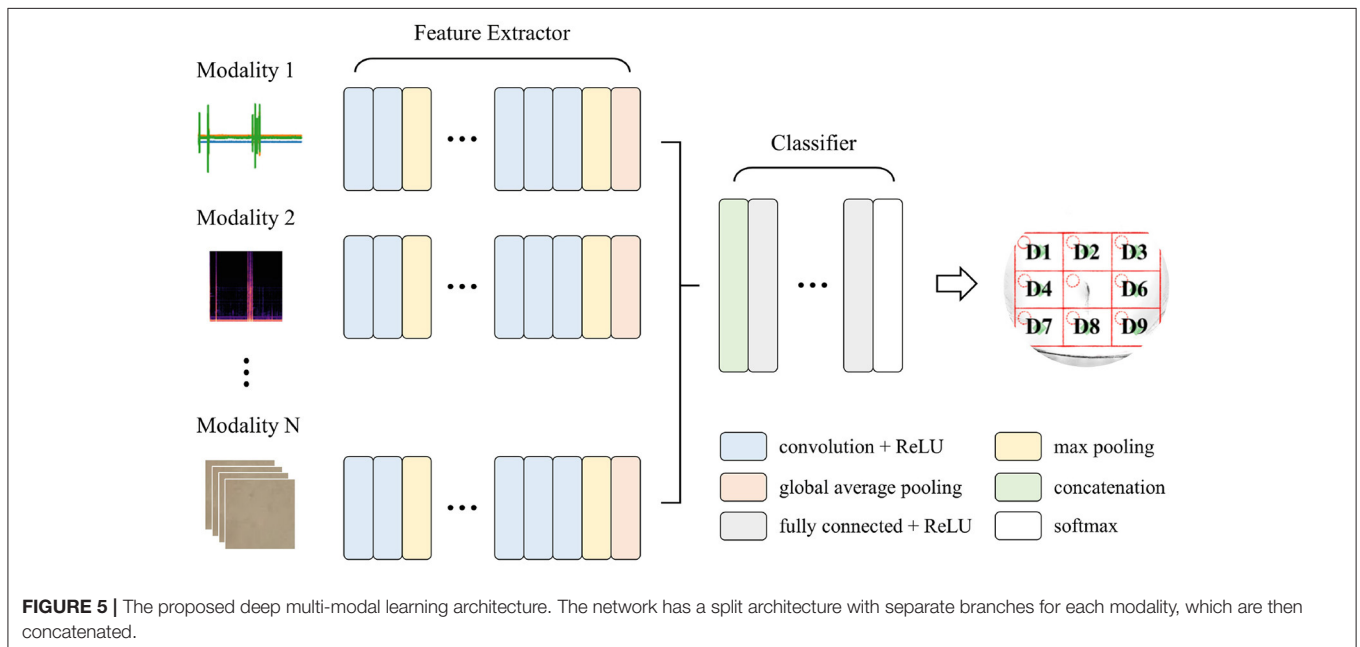 Feature Extractor
Modality 1
Classifier
Modality 2
D1 D2 D3
D4 D6
D7 D8 D9
Modality N
convolution + ReLU
max pooling
global average pooling
concatenation
fully connected + ReLU
softmax
FIGURE 5 | The proposed deep multi-modal learning architecture. The network has a split architecture with separate branches for each modality, which are then
concatenated.